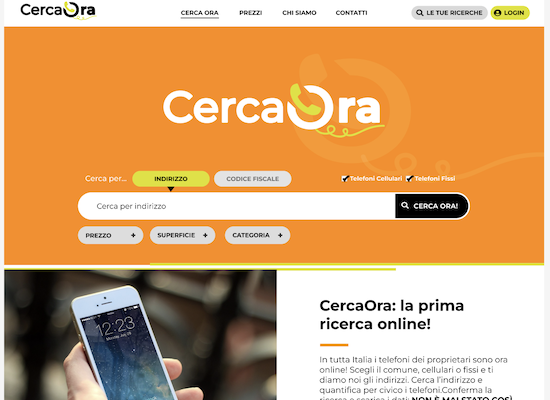 CercaOra
CERCA ORA PREZZI CHI SIAMO CONTATTI LE TUE RICERCHE LOGIN
CercaOra
Cerca per... INDIRIZZO CODICE FISCALE Telefoni Cellulari Telefoni Fissi
Cerca per indirizzo CERCA ORA!
PREZZO + SUPERFICIE + CATEGORIA +
12:23
Monday, July 29
CercaOra: la prima
ricerca online!
In tutta Italia i telefoni dei proprietari sono ora
online! Scegli il comune, cellulari o fissi e ti
diamo noi gli indirizzi. Cerca l'indirizzo e
quantifica per civico i telefoni.Conferma la
ricerca e scarica i dati: NON È MAI STATO COSÌ